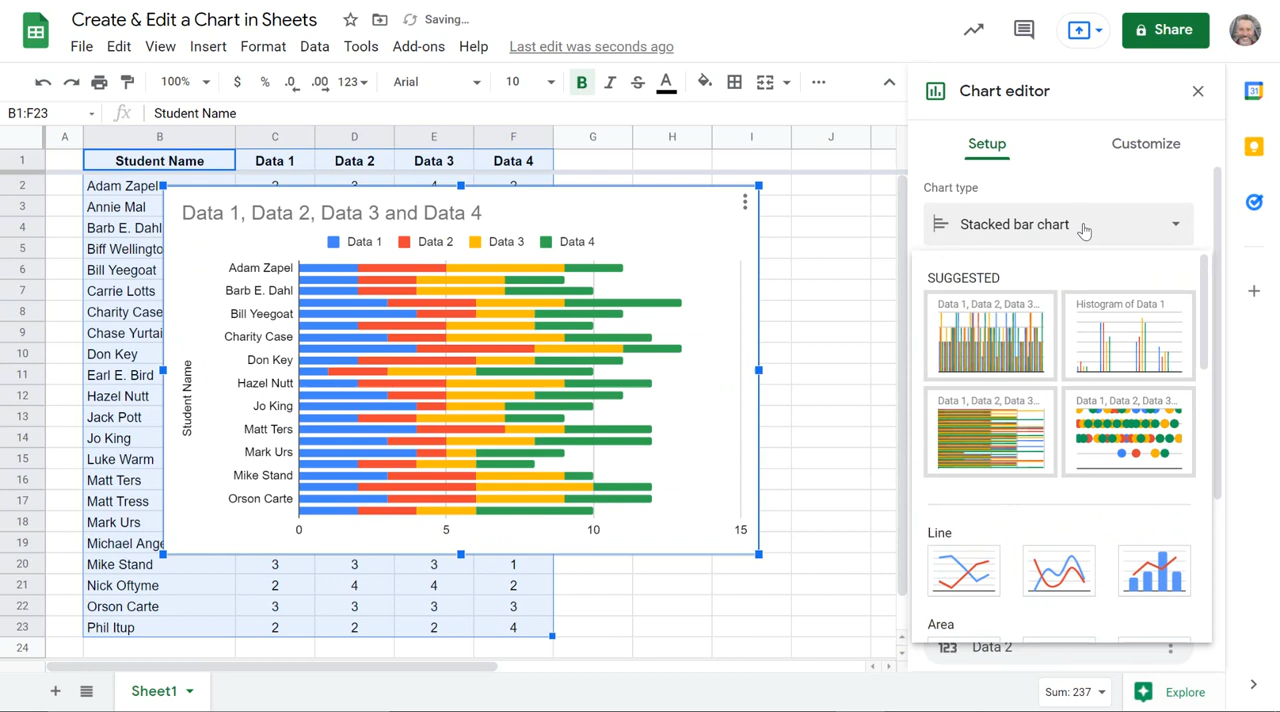 Create & Edit a Chart in Sheets Saving…
File Edit View Insert Format Data Tools Add-ons Help Last edit was seconds ago
Share
100% $ % .0 .00 123 Arial 10 B I S A
B1:F23 fx Student Name
A B C D E F G H I J
1 Student Name Data 1 Data 2 Data 3 Data 4
2 Adam Zapel
3 Annie Mal
4 Barb E. Dahl
5 Biff Wellingto
6 Bill Yeegoat
7 Carrie Lotts
8 Charity Case
9 Chase Yurtai
10 Don Key
11 Earl E. Bird
12 Hazel Nutt
13 Jack Pott
14 Jo King
15 Luke Warm
16 Matt Ters
17 Matt Tress
18 Mark Urs
19 Michael Ange
20 Mike Stand 3 3 3 1
21 Nick Oftyme 2 4 4 2
22 Orson Carte 3 3 3 3
23 Phil Itup 2 2 2 4
24
Data 1, Data 2, Data 3 and Data 4
Data 1 Data 2 Data 3 Data 4
Student Name
Adam Zapel
Barb E. Dahl
Bill Yeegoat
Charity Case
Don Key
Hazel Nutt
Jo King
Matt Ters
Mark Urs
Mike Stand
Orson Carte
0 5 10 15
Chart editor
Setup Customize
Chart type
Stacked bar chart
SUGGESTED
Data 1, Data 2, Data 3… Histogram of Data 1
Data 1, Data 2, Data 3… Data 1, Data 2, Data 3…
Line
Area
123 Data 2
31
Sheet1 Sum: 237 Explore